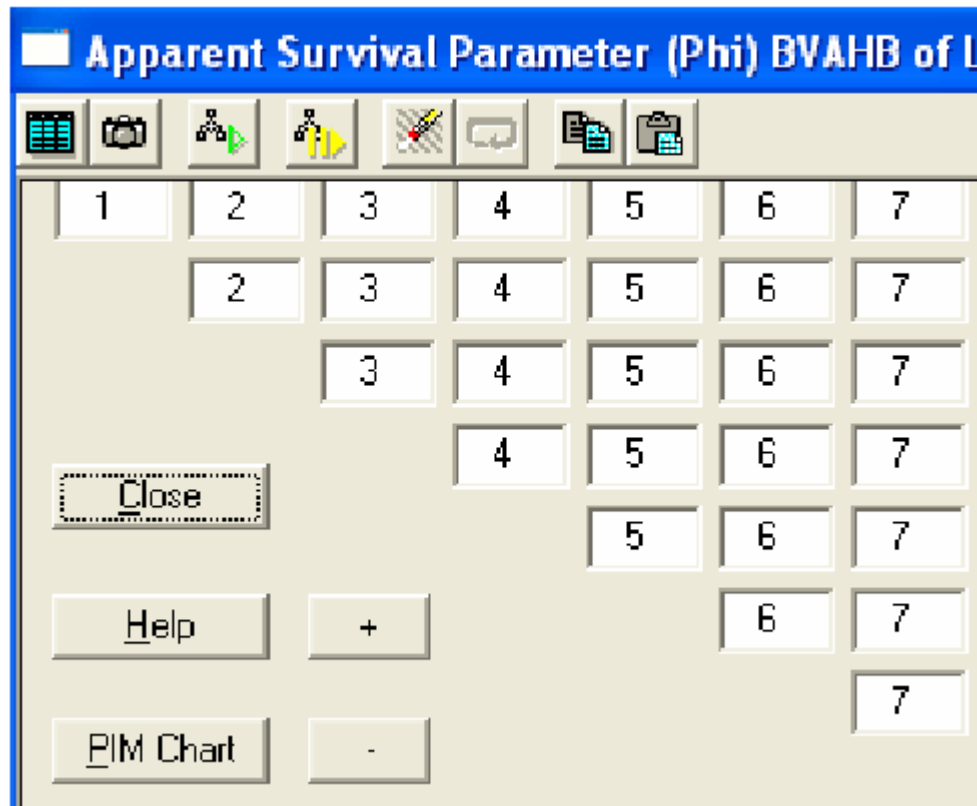 Apparent Survival Parameter (Phi) BVAHB of L
1 2 3 4 5 6 7
2 3 4 5 6 7
3 4 5 6 7
4 5 6 7
Close
5 6 7
Help + 6 7
7
PIM Chart -